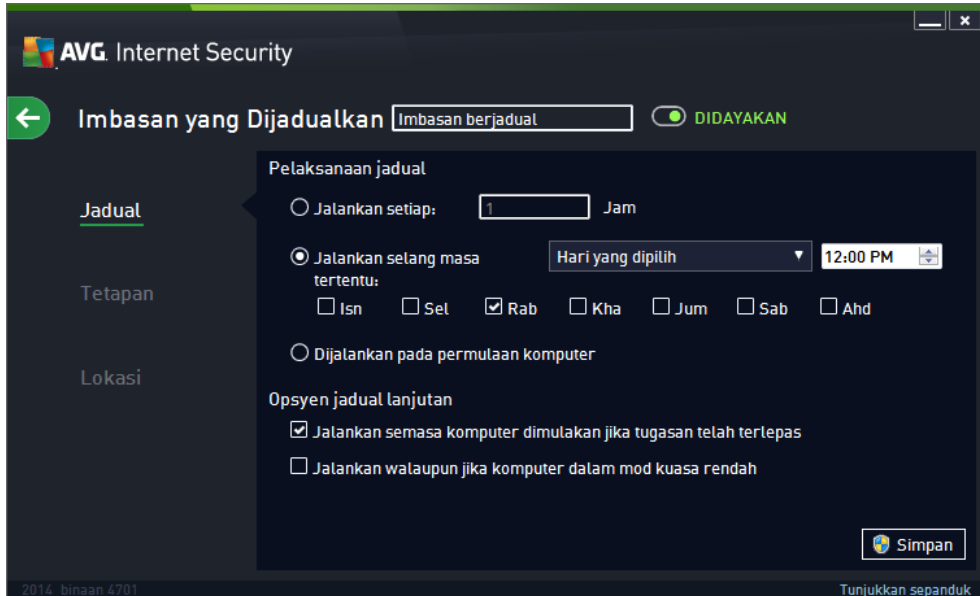 AVG. Internet Security
Imbasan yang Dijadualkan Imbasan berjadual DIDAYAKAN
Jadual
Tetapan
Lokasi
Pelaksanaan jadual
Jalankan setiap: 1 Jam
Jalankan selang masa tertentu: Hari yang dipilih 12:00 PM
Isn Sel Rab Kha Jum Sab Ahd
Dijalankan pada permulaan komputer
Opsyen jadual lanjutan
Jalankan semasa komputer dimulakan jika tugasan telah terlepas
Jalankan walaupun jika komputer dalam mod kuasa rendah
Simpan
2014 binaan 4701 Tunjukkan sepanduk